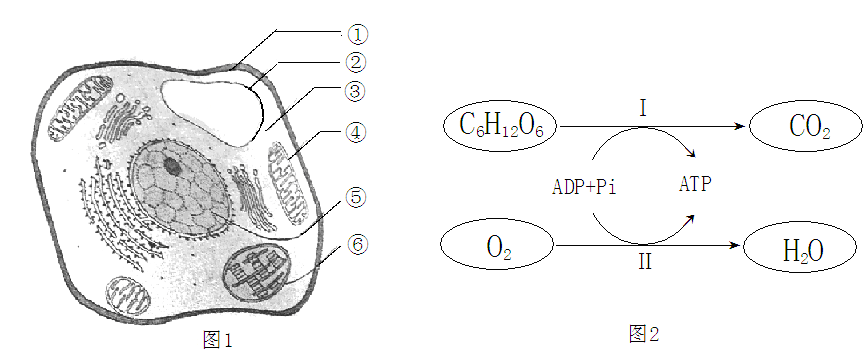 ①
②
③
④
⑤
⑥
图1
C₆H₁₂O₆
I
CO₂
ADP+Pi
ATP
O₂
II
H₂O
图2